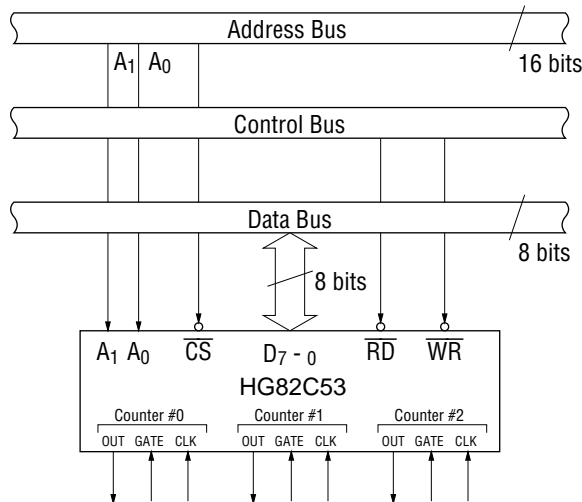 Address Bus
A1 A0 16 bits
Control Bus
Data Bus
8 bits
8 bits
A1 A0 CS D7 - 0 RD WR
HG82C53
Counter #0 Counter #1 Counter #2
OUT GATE CLK OUT GATE CLK OUT GATE CLK